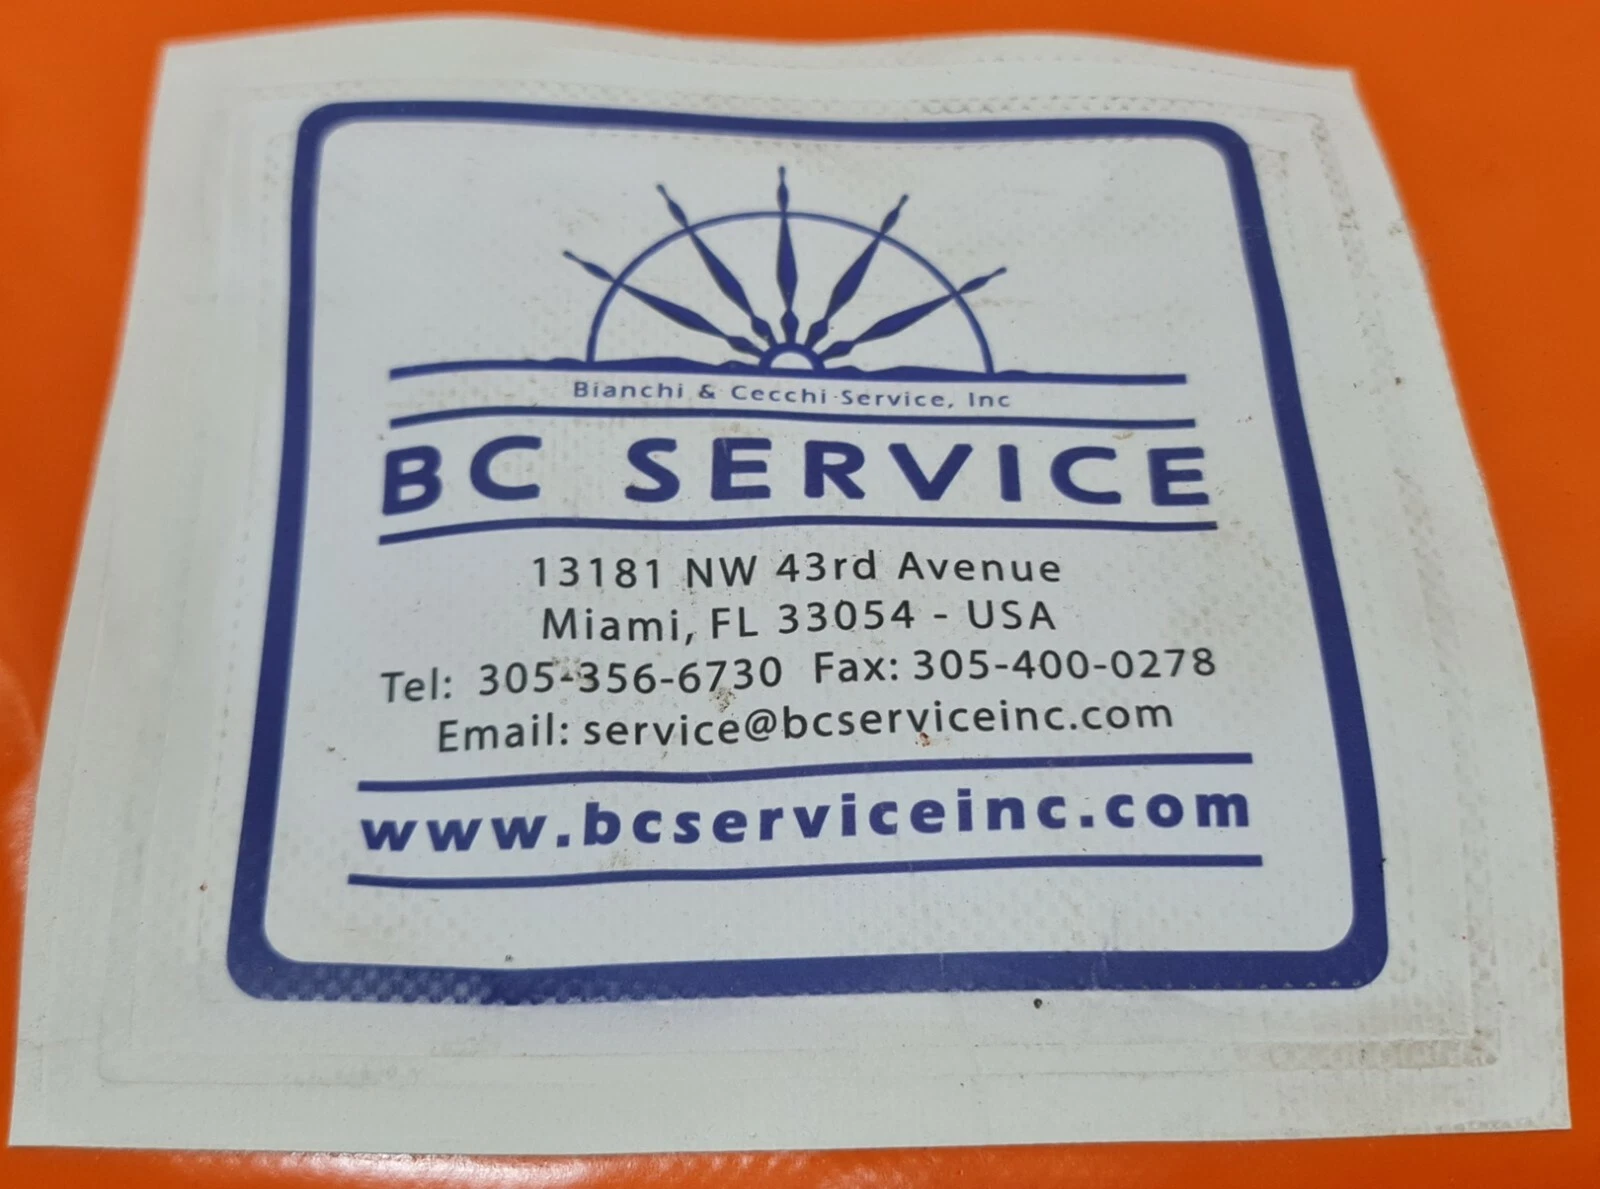 Bianchi & Cecchi Service, Inc
BC SERVICE
13181 NW 43rd Avenue
Miami, FL 33054 - USA
Tel: 305-356-6730 Fax: 305-400-0278
Email: service@bcserviceinc.com
www.bcserviceinc.com